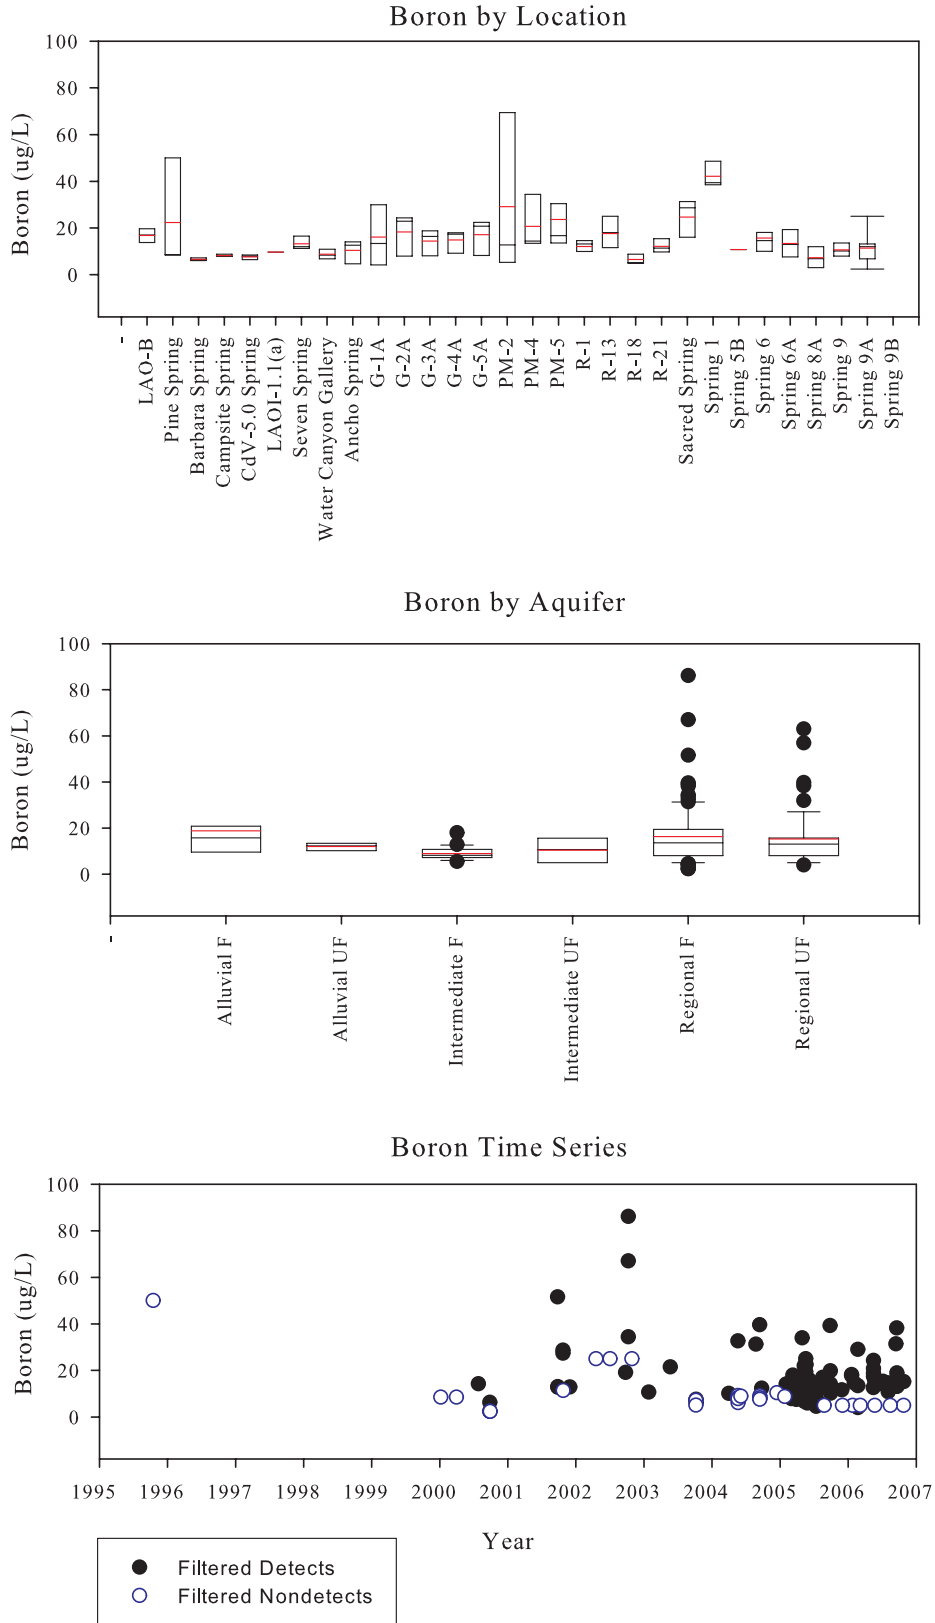 Boron by Location
Boron (ug/L)
100
80
60
40
20
0
-
LAO-B
Pine Spring
Barbara Spring
Campsite Spring
CdV-5.0 Spring
LAOI-1.1(a)
Seven Spring
Water Canyon Gallery
Ancho Spring
G-1A
G-2A
G-3A
G-4A
G-5A
PM-2
PM-4
PM-5
R-1
R-13
R-18
R-21
Sacred Spring
Spring 1
Spring 5B
Spring 6
Spring 6A
Spring 8A
Spring 9
Spring 9A
Spring 9B
Boron by Aquifer
Boron (ug/L)
100
80
60
40
20
0
-
Alluvial F
Alluvial UF
Intermediate F
Intermediate UF
Regional F
Regional UF
Boron Time Series
Boron (ug/L)
100
80
60
40
20
0
1995 1996 1997 1998 1999 2000 2001 2002 2003 2004 2005 2006 2007
Year
Filtered Detects
Filtered Nondetects